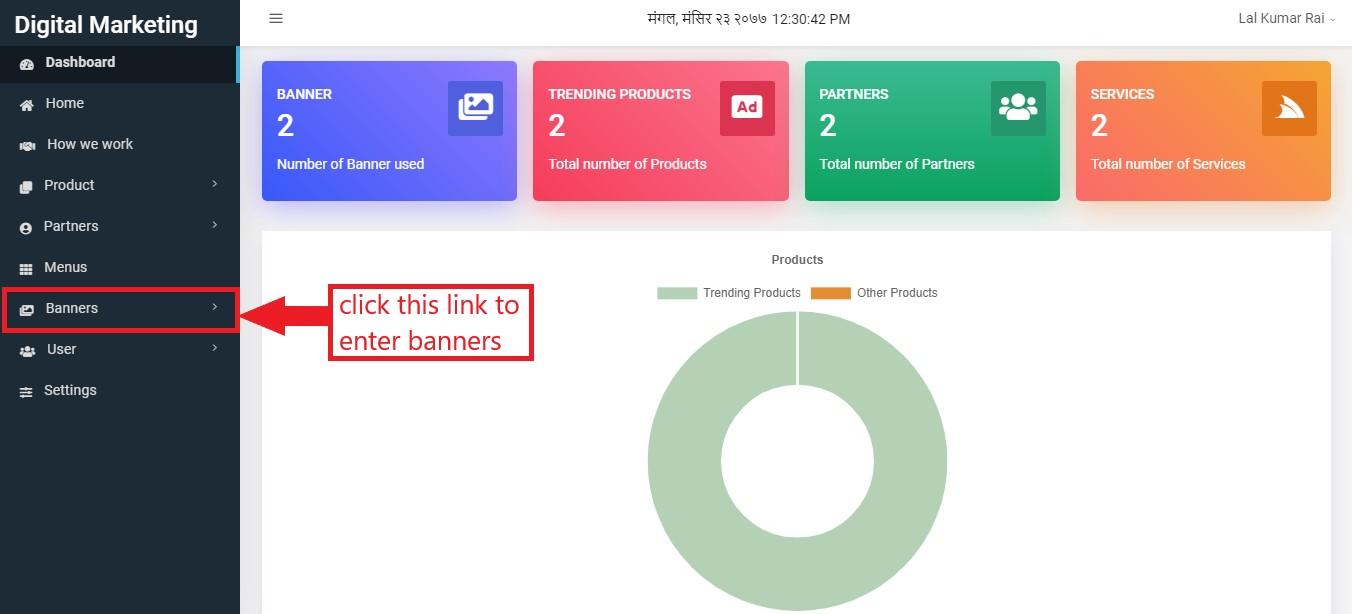 Digital Marketing
मंगल, मंसिर २३ २०७७ 12:30:42 PM
Lal Kumar Rai
Dashboard
Home
How we work
Product
Partners
Menus
Banners
User
Settings
BANNER
2
Number of Banner used
TRENDING PRODUCTS
2
Total number of Products
Ad
PARTNERS
2
Total number of Partners
SERVICES
2
Total number of Services
click this link to
enter banners
Products
Trending Products Other Products